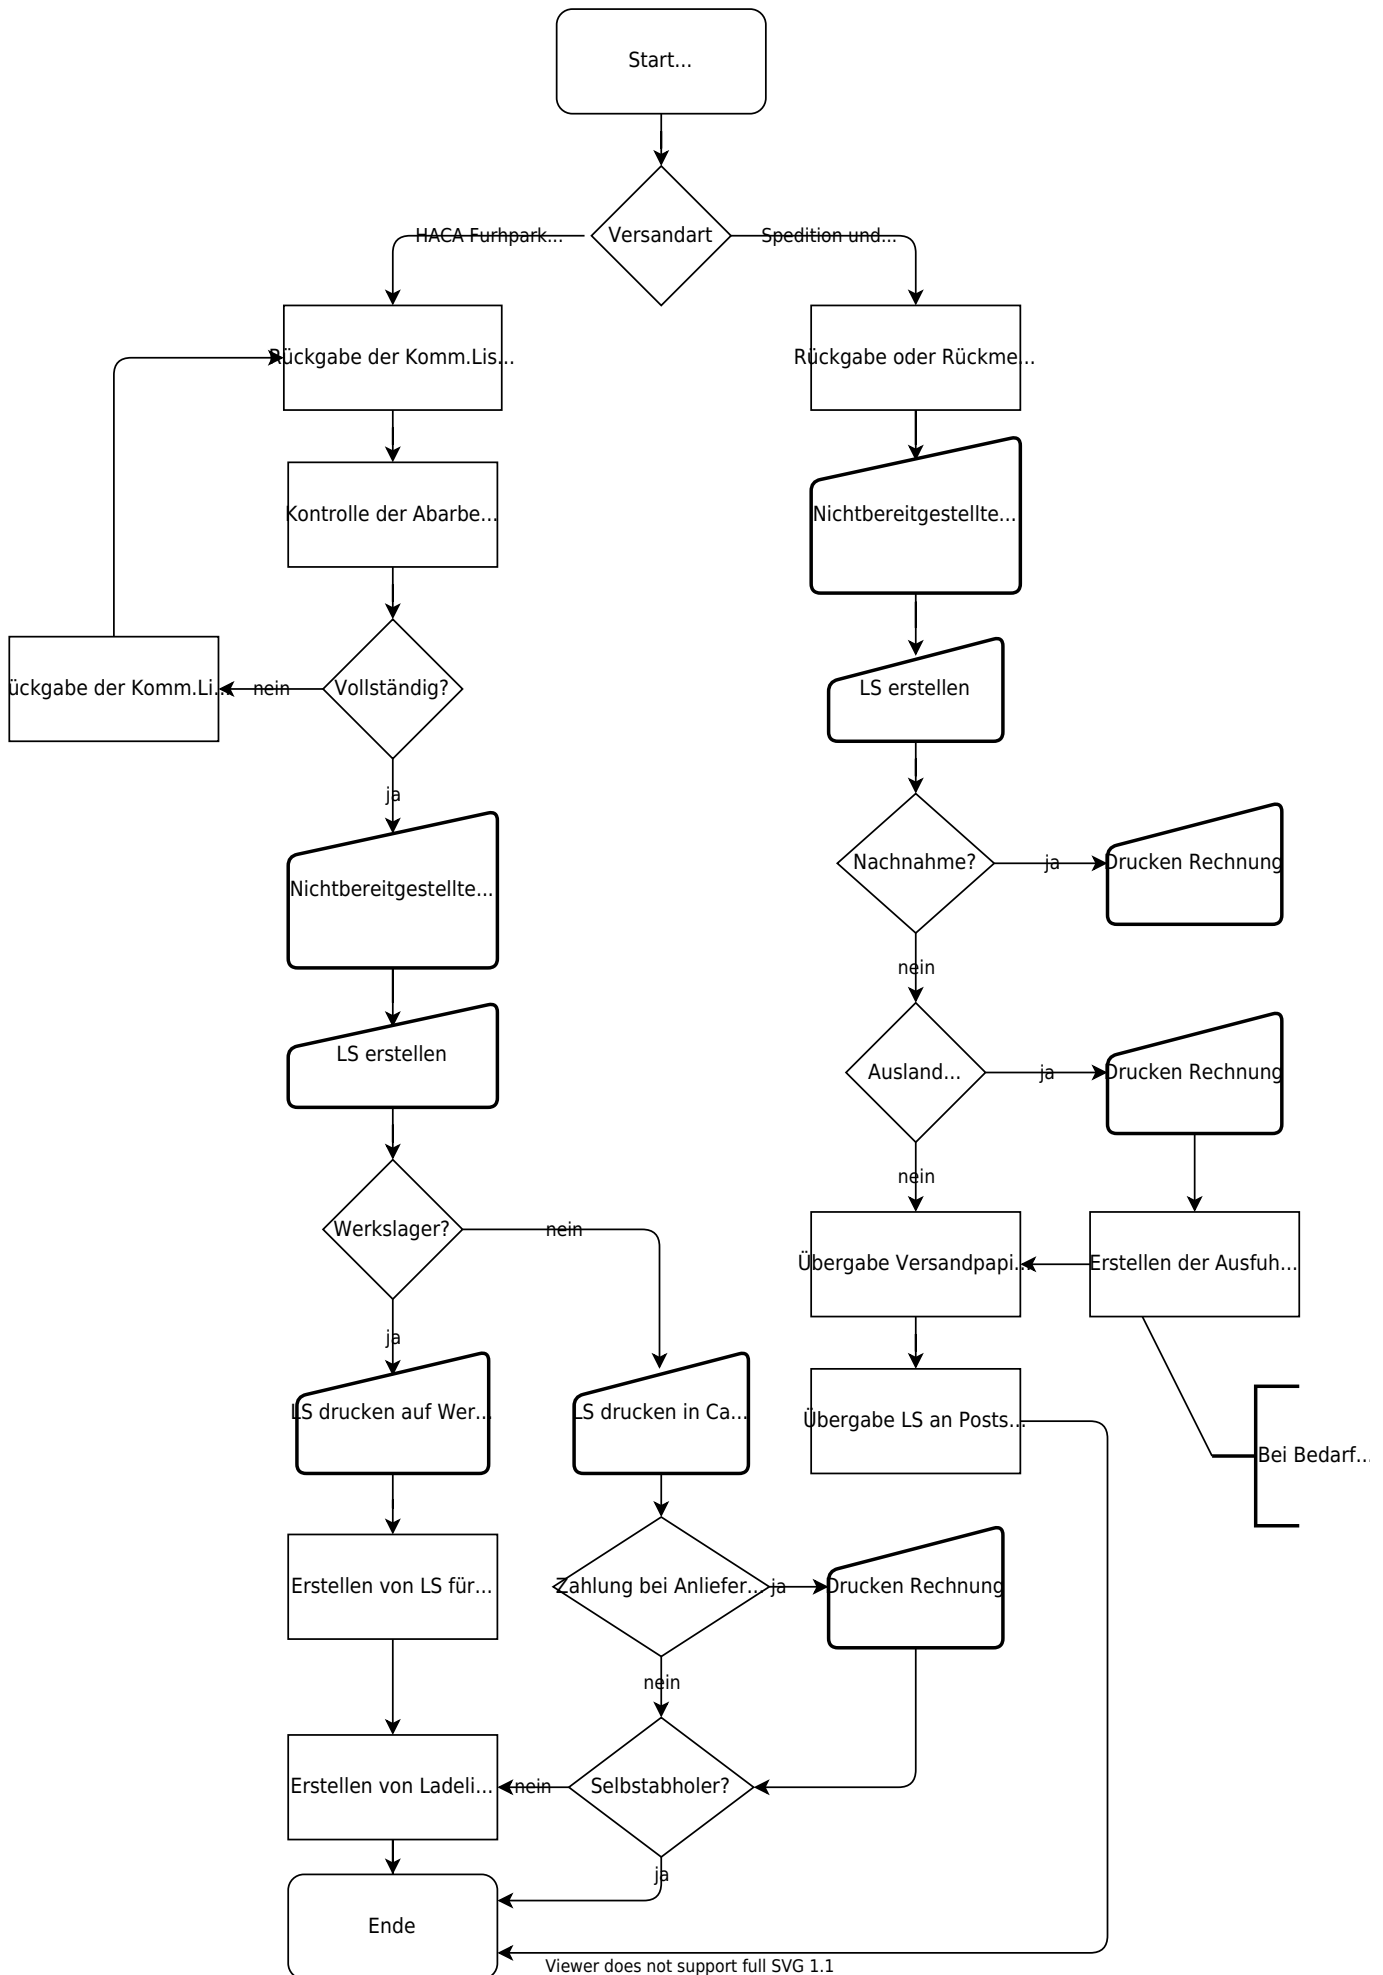 Start...
Versandart
HACA Furhpark...
Spedition und...
Rückgabe der Komm.Lis...
Rückgabe oder Rückme...
Kontrolle der Abarbe...
Nichtbereitgestellte...
ückgabe der Komm.Li...
nein
Vollständig?
LS erstellen
ja
Nachnahme?
ja
Drucken Rechnung
Nichtbereitgestellte...
nein
LS erstellen
Ausland...
ja
Drucken Rechnung
nein
Werkslager?
nein
Übergabe Versandpapi...
Erstellen der Ausfuh...
ja
LS drucken auf Wer...
LS drucken in Ca...
Übergabe LS an Posts...
Bei Bedarf...
Erstellen von LS für...
Zahlung bei Anliefer...
ja
Drucken Rechnung
nein
Erstellen von Ladeli...
nein
Selbstabholer?
ja
Ende
Viewer does not support full SVG 1.1